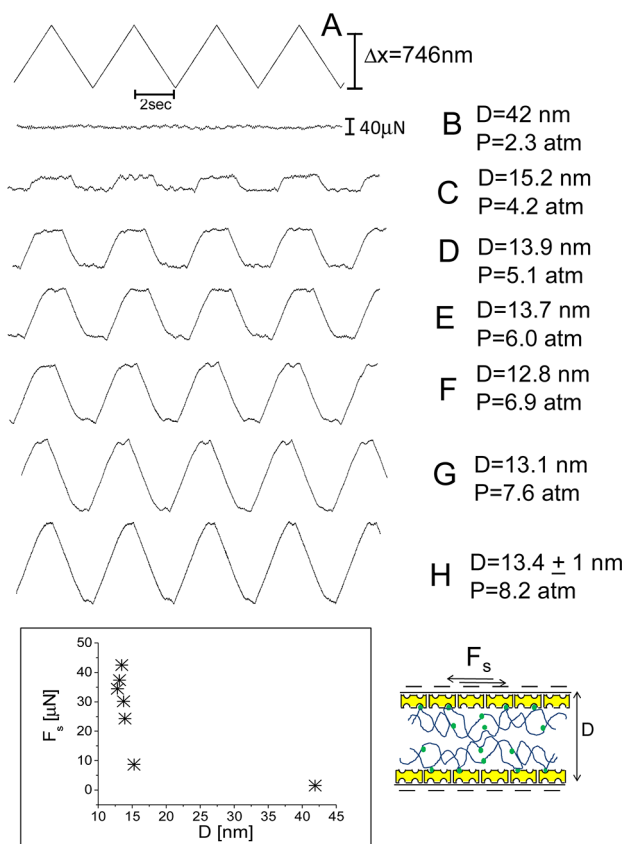 A
Δx=746nm
2sec
40μN
B
D=42 nm
P=2.3 atm
C
D=15.2 nm
P=4.2 atm
D
D=13.9 nm
P=5.1 atm
E
D=13.7 nm
P=6.0 atm
F
D=12.8 nm
P=6.9 atm
G
D=13.1 nm
P=7.6 atm
H
D=13.4 ± 1 nm
P=8.2 atm
Fs [μN]
50
40
30
20
10
0
10 15 20 25 30 35 40 45
D [nm]
Fs
D